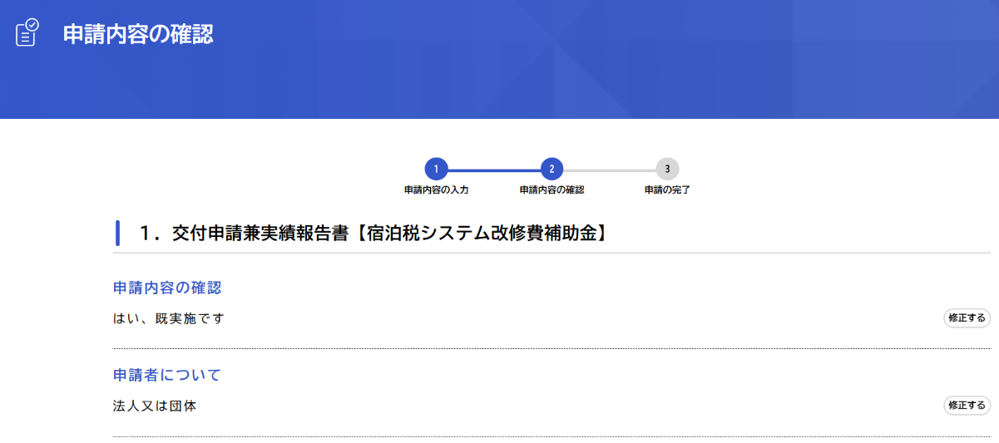 申請内容の確認
1
2
3
申請内容の入力
申請内容の確認
申請の完了
１．交付申請兼実績報告書【宿泊税システム改修費補助金】
申請内容の確認
はい、既実施です
修正する
申請者について
法人又は団体
修正する